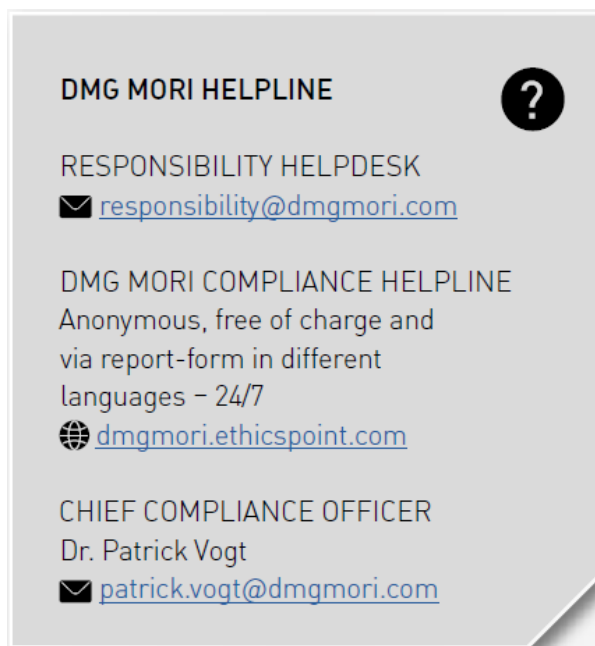 DMG MORI HELPLINE
?
RESPONSIBILITY HELPDESK
responsibility@dmgmori.com
DMG MORI COMPLIANCE HELPLINE
Anonymous, free of charge and
via report-form in different
languages – 24/7
dmgmori.ethicspoint.com
CHIEF COMPLIANCE OFFICER
Dr. Patrick Vogt
patrick.vogt@dmgmori.com